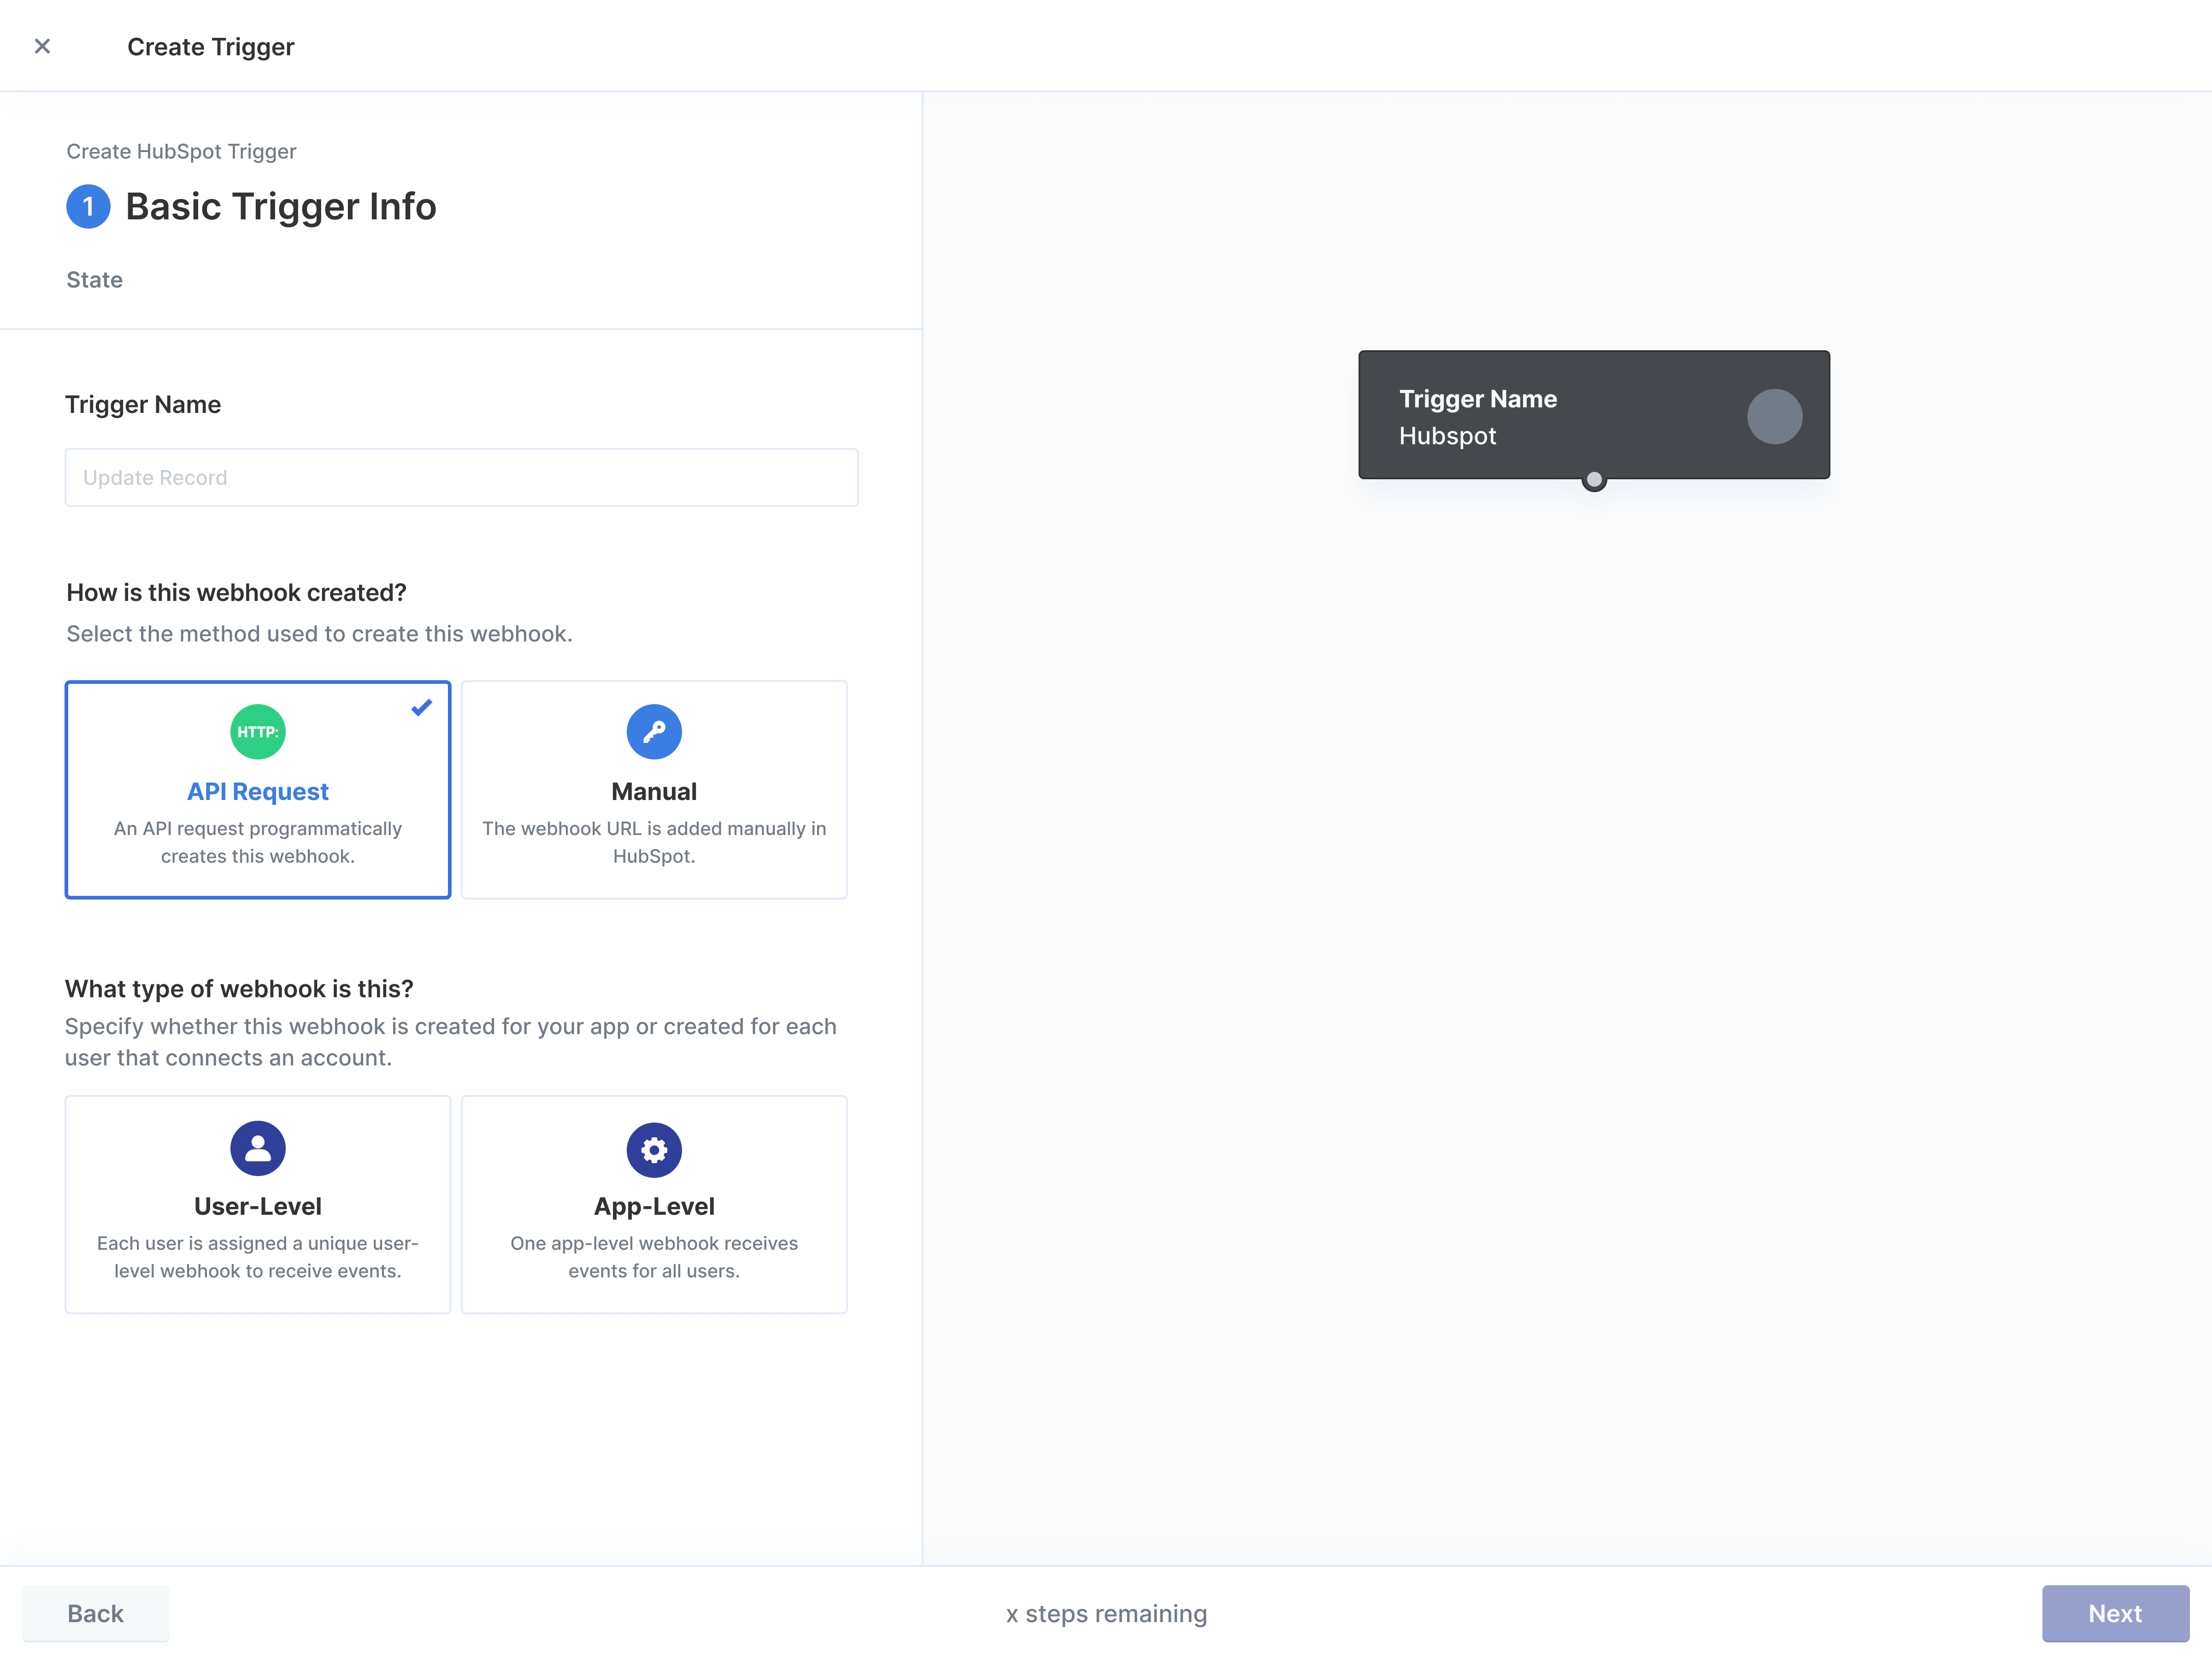 Create Trigger
Create HubSpot Trigger
1 Basic Trigger Info
State
Trigger Name
Update Record
How is this webhook created?
Select the method used to create this webhook.
HTTP:
API Request
An API request programmatically
creates this webhook.
Manual
The webhook URL is added manually in
HubSpot.
What type of webhook is this?
Specify whether this webhook is created for your app or created for each
user that connects an account.
User-Level
Each user is assigned a unique user-
level webhook to receive events.
App-Level
One app-level webhook receives
events for all users.
Trigger Name
Hubspot
Back
x steps remaining
Next